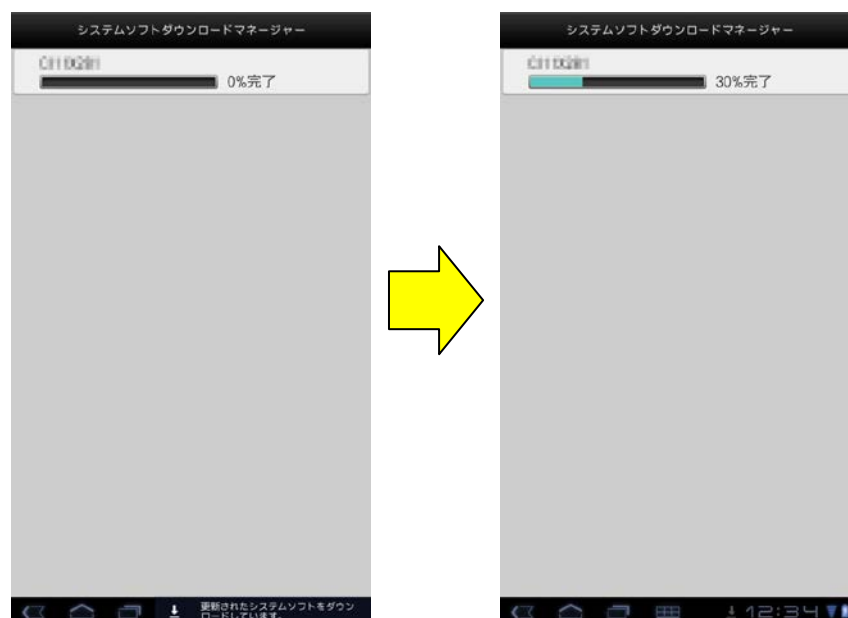 システムソフトダウンロードマネージャー
0%完了
更新されたシステムソフトをダウン
ロードしています。
システムソフトダウンロードマネージャー
30%完了
12:34